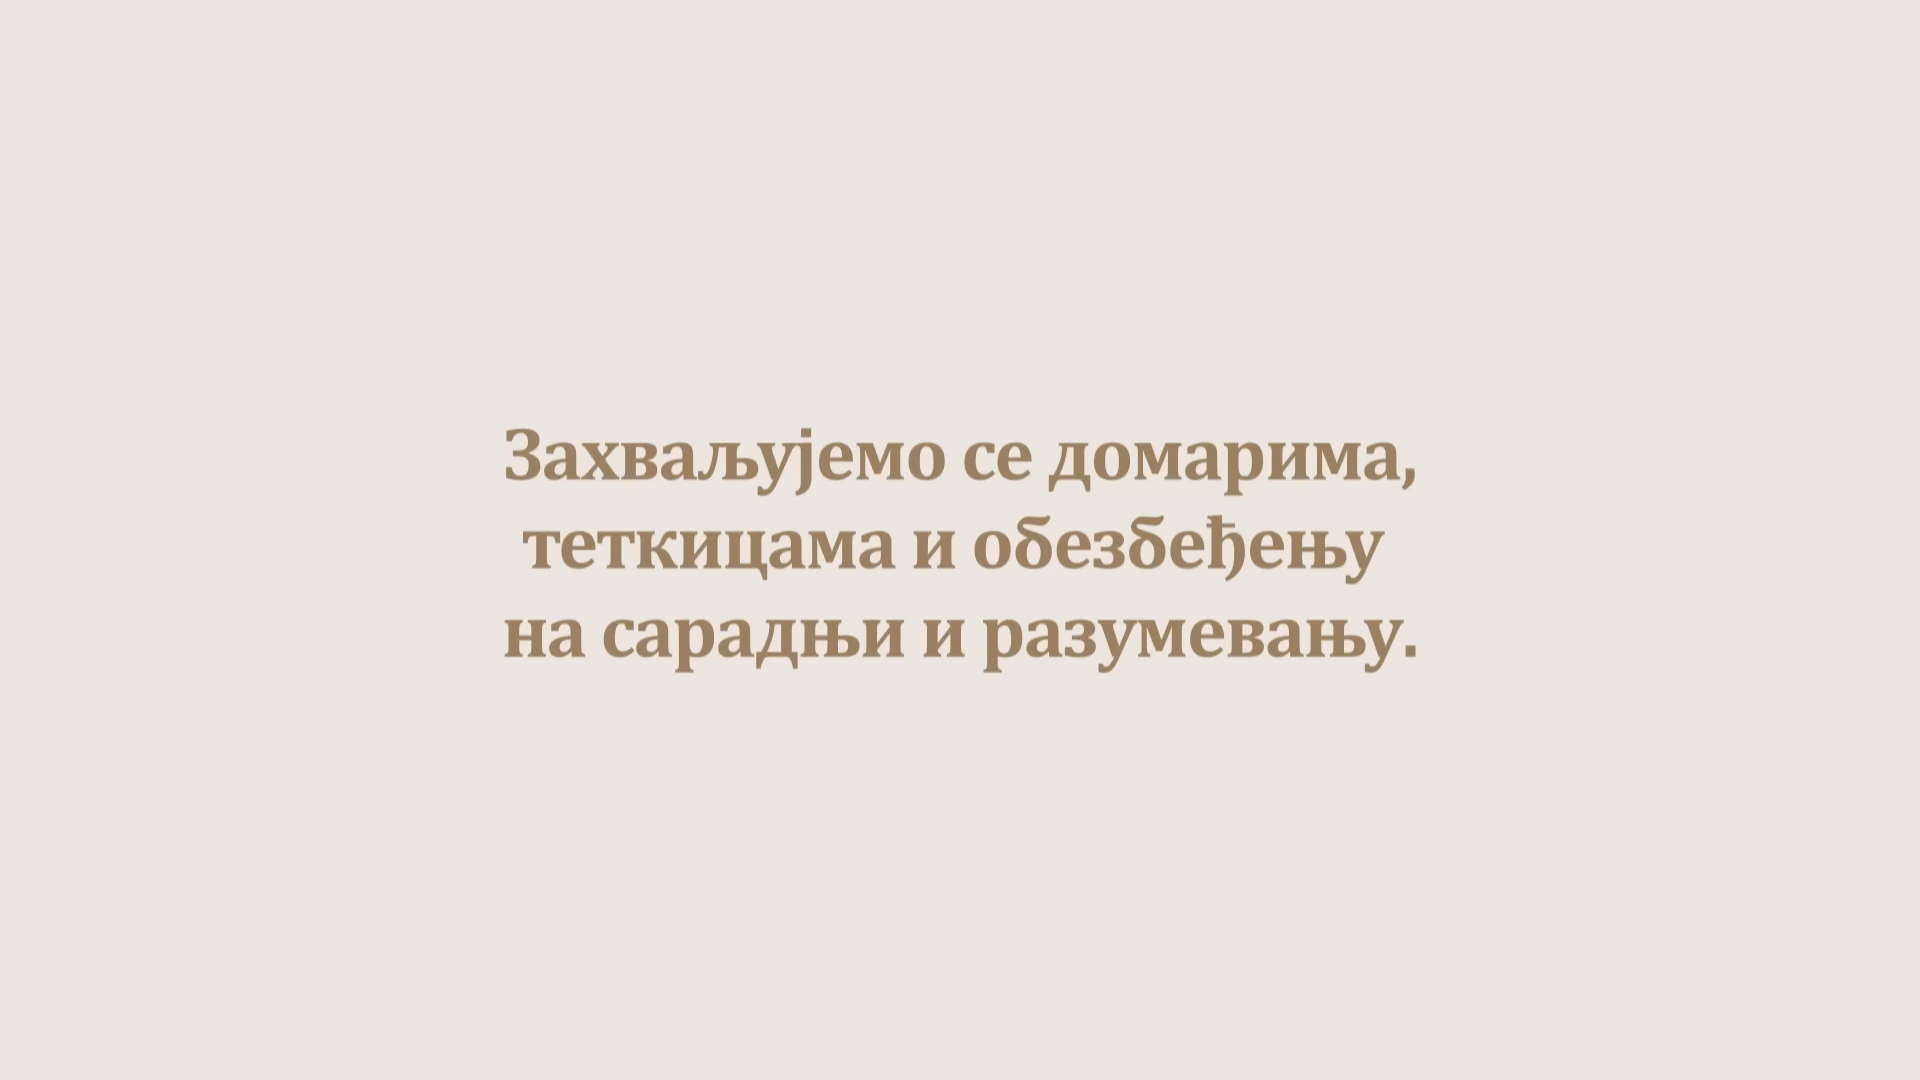 Захваљујемо се домарима,
теткицама и обезбеђењу
на сарадњи и разумевању.